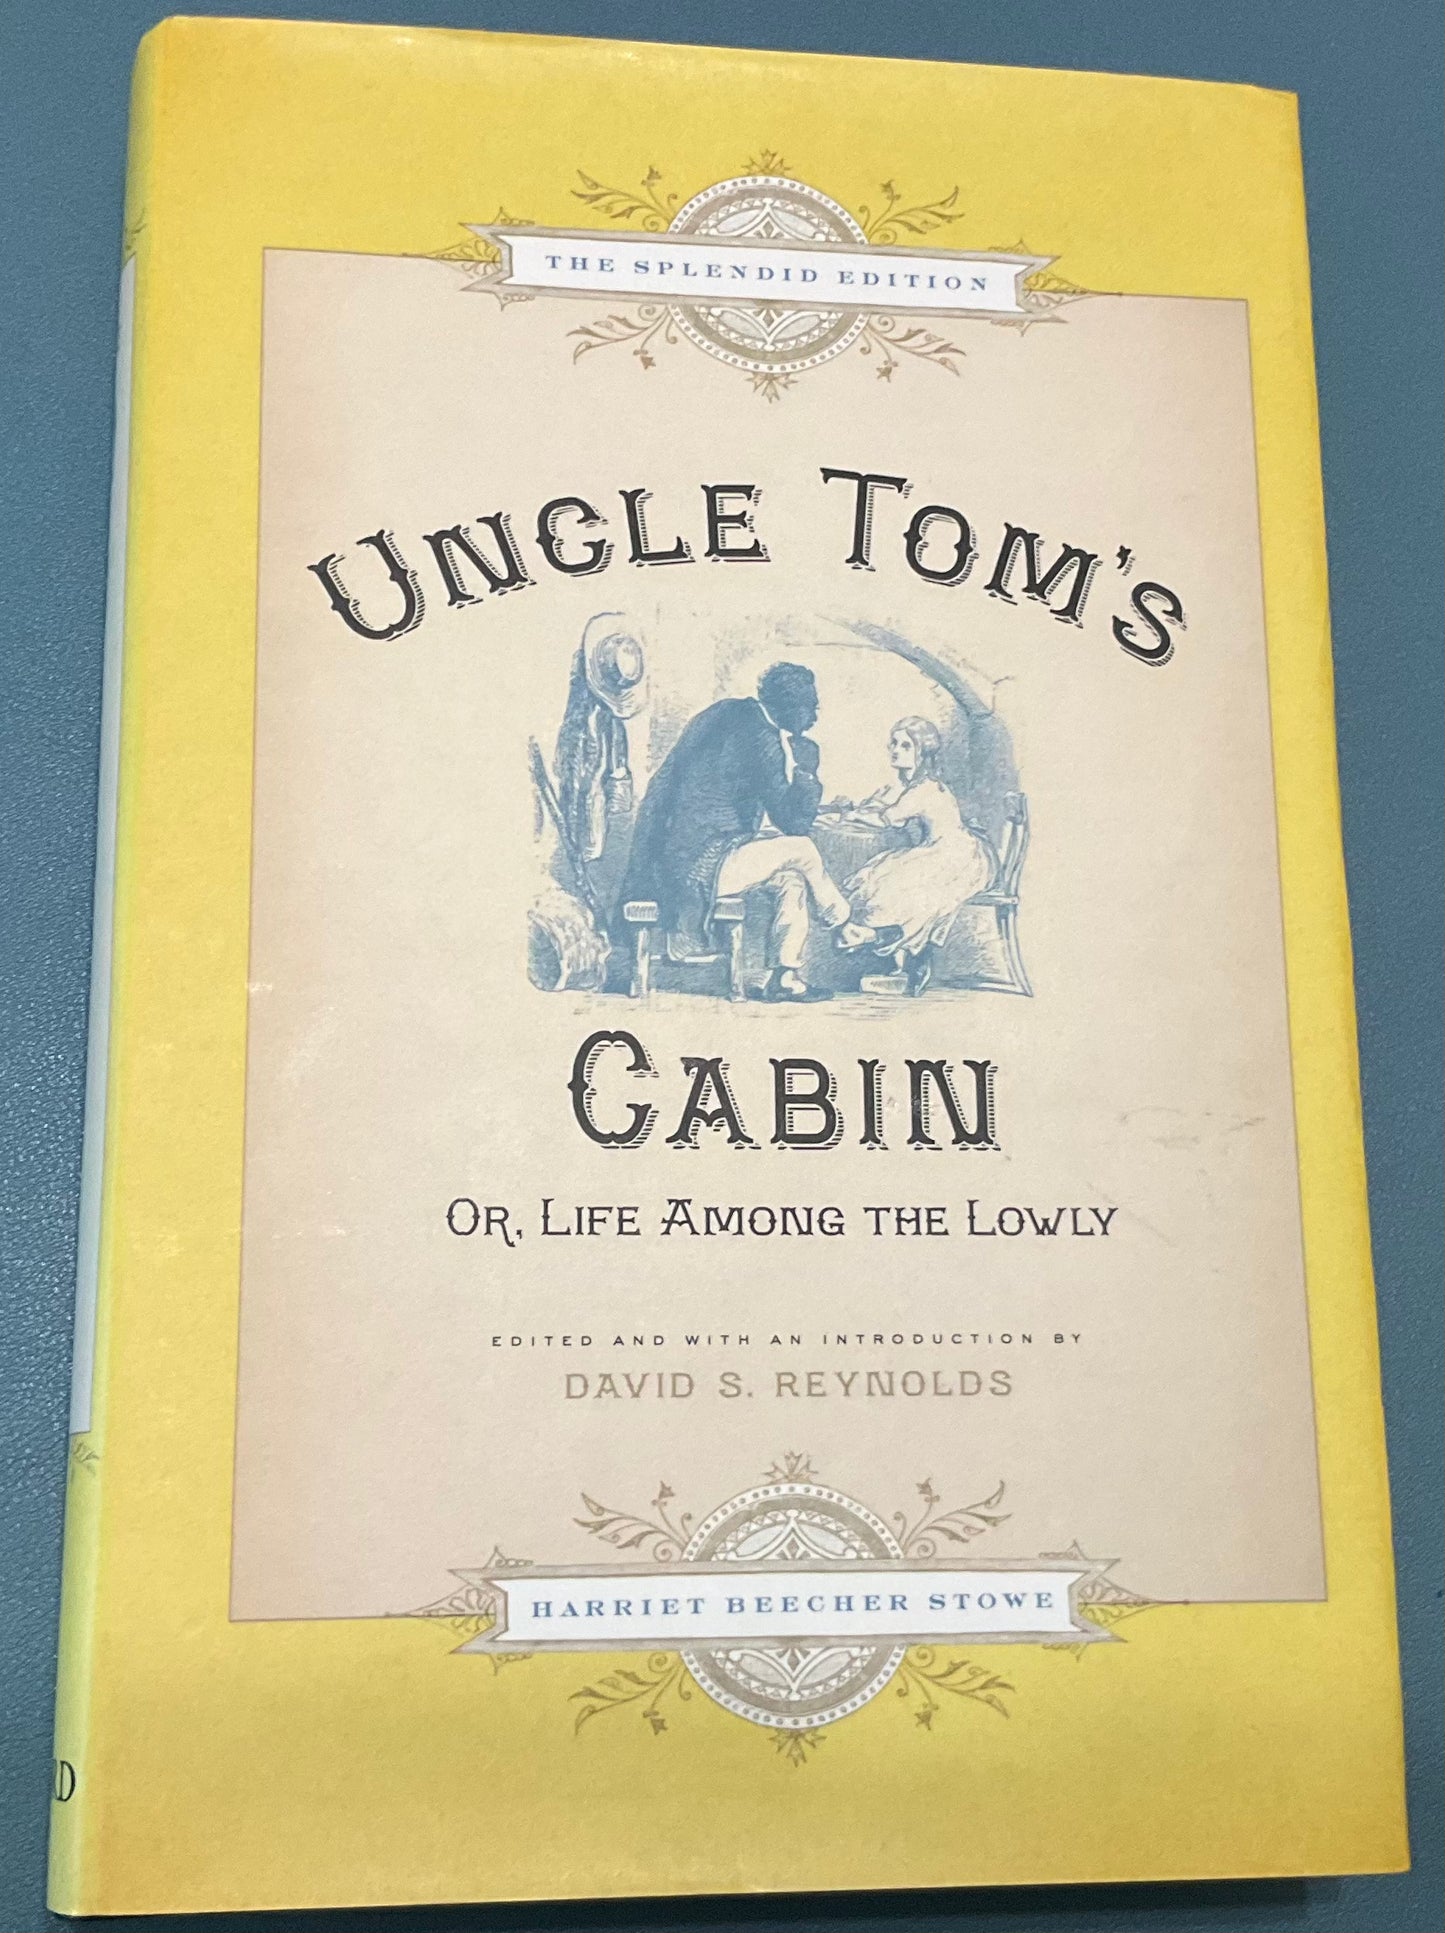 THE SPLENDID EDITION
UNCLE TOM'S
CABIN
OR, LIFE AMONG THE LOWLY
EDITED AND WITH AN INTRODUCTION BY
DAVID S. REYNOLDS
HARRIET BEECHER STOWE